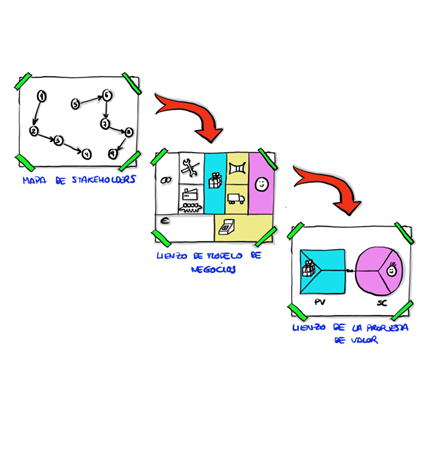 MAPA DE STAKEHOLDERS
LIENZO DE MODELO DE
NEGOCIOS
€
PV
SC
LIENZO DE LA PROPUESTA
DE VALOR